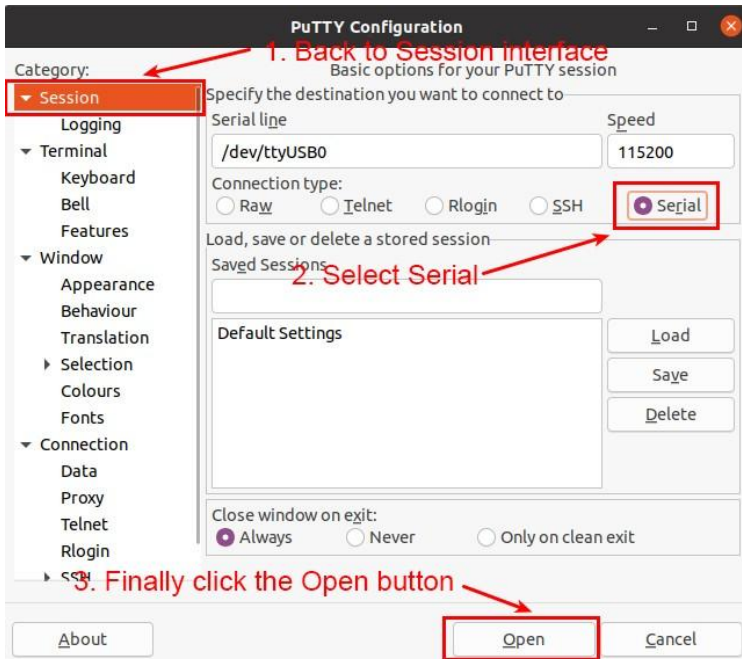 PuTTY Configuration
1. Back to Session interface
Category:
Basic options for your PuTTY session
Session
Specify the destination you want to connect to
Logging
Serial line
Speed
Terminal
/dev/ttyUSB0
115200
Keyboard
Connection type:
Bell
Raw
Telnet
Rlogin
SSH
Serial
Features
Load, save or delete a stored session
Window
Saved Sessions
2. Select Serial
Appearance
Behaviour
Translation
Default Settings
Load
Selection
Save
Colours
Fonts
Delete
Connection
Data
Proxy
Close window on exit:
Telnet
Always
Never
Only on clean exit
Rlogin
SSH
3. Finally click the Open button
About
Open
Cancel